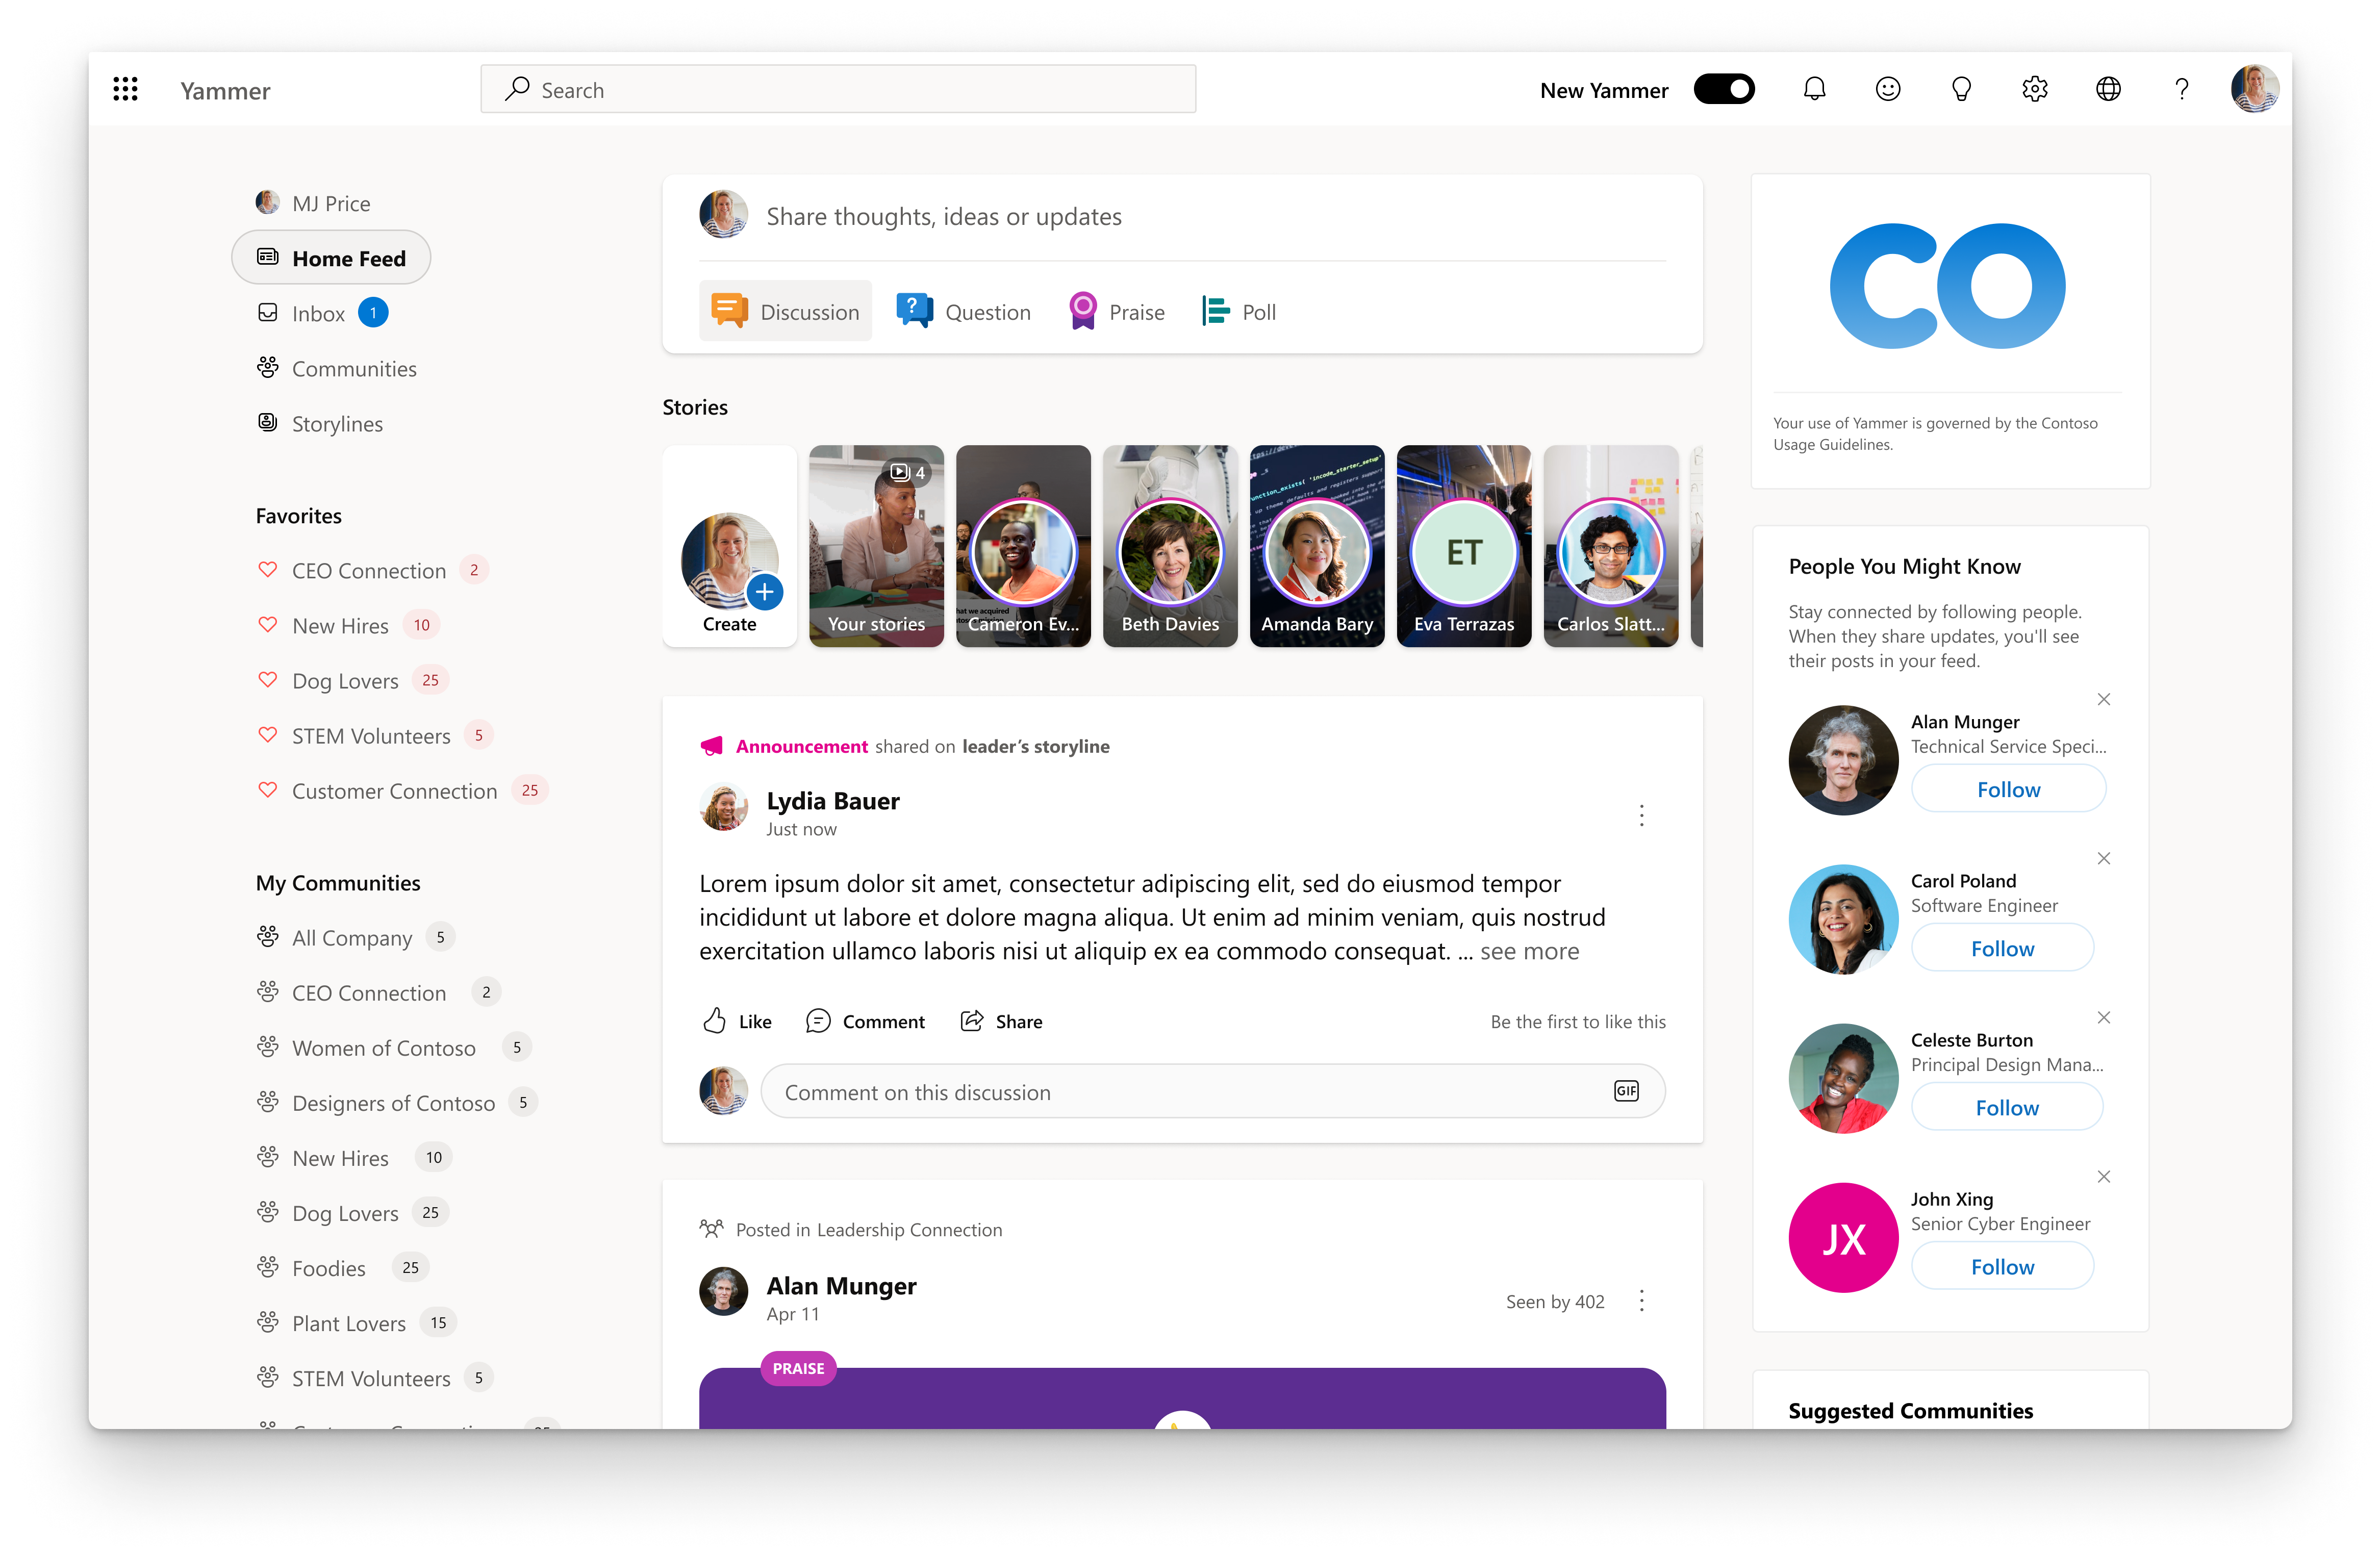 Yammer
Search
New Yammer
MJ Price
Home Feed
Inbox 1
Communities
Storylines
Favorites
CEO Connection 2
New Hires 10
Dog Lovers 25
STEM Volunteers 5
Customer Connection 25
My Communities
All Company 5
CEO Connection 2
Women of Contoso 5
Designers of Contoso 5
New Hires 10
Dog Lovers 25
Foodies 25
Plant Lovers 15
STEM Volunteers 5
Share thoughts, ideas or updates
Discussion
Question
Praise
Poll
Stories
Create
4
Your stories
Cameron Ev...
Beth Davies
Amanda Bary
ET
Eva Terrazas
Carlos Slatt...
Announcement shared on leader’s storyline
Lydia Bauer
Just now
Lorem ipsum dolor sit amet, consectetur adipiscing elit, sed do eiusmod tempor
incididunt ut labore et dolore magna aliqua. Ut enim ad minim veniam, quis nostrud
exercitation ullamco laboris nisi ut aliquip ex ea commodo consequat. ... see more
Like
Comment
Share
Be the first to like this
Comment on this discussion
GIF
Posted in Leadership Connection
Alan Munger
Apr 11
Seen by 402
PRAISE
CO
Your use of Yammer is governed by the Contoso
Usage Guidelines.
People You Might Know
Stay connected by following people.
When they share updates, you'll see
their posts in your feed.
Alan Munger
Technical Service Speci...
Follow
Carol Poland
Software Engineer
Follow
Celeste Burton
Principal Design Mana...
Follow
JX
John Xing
Senior Cyber Engineer
Follow
Suggested Communities